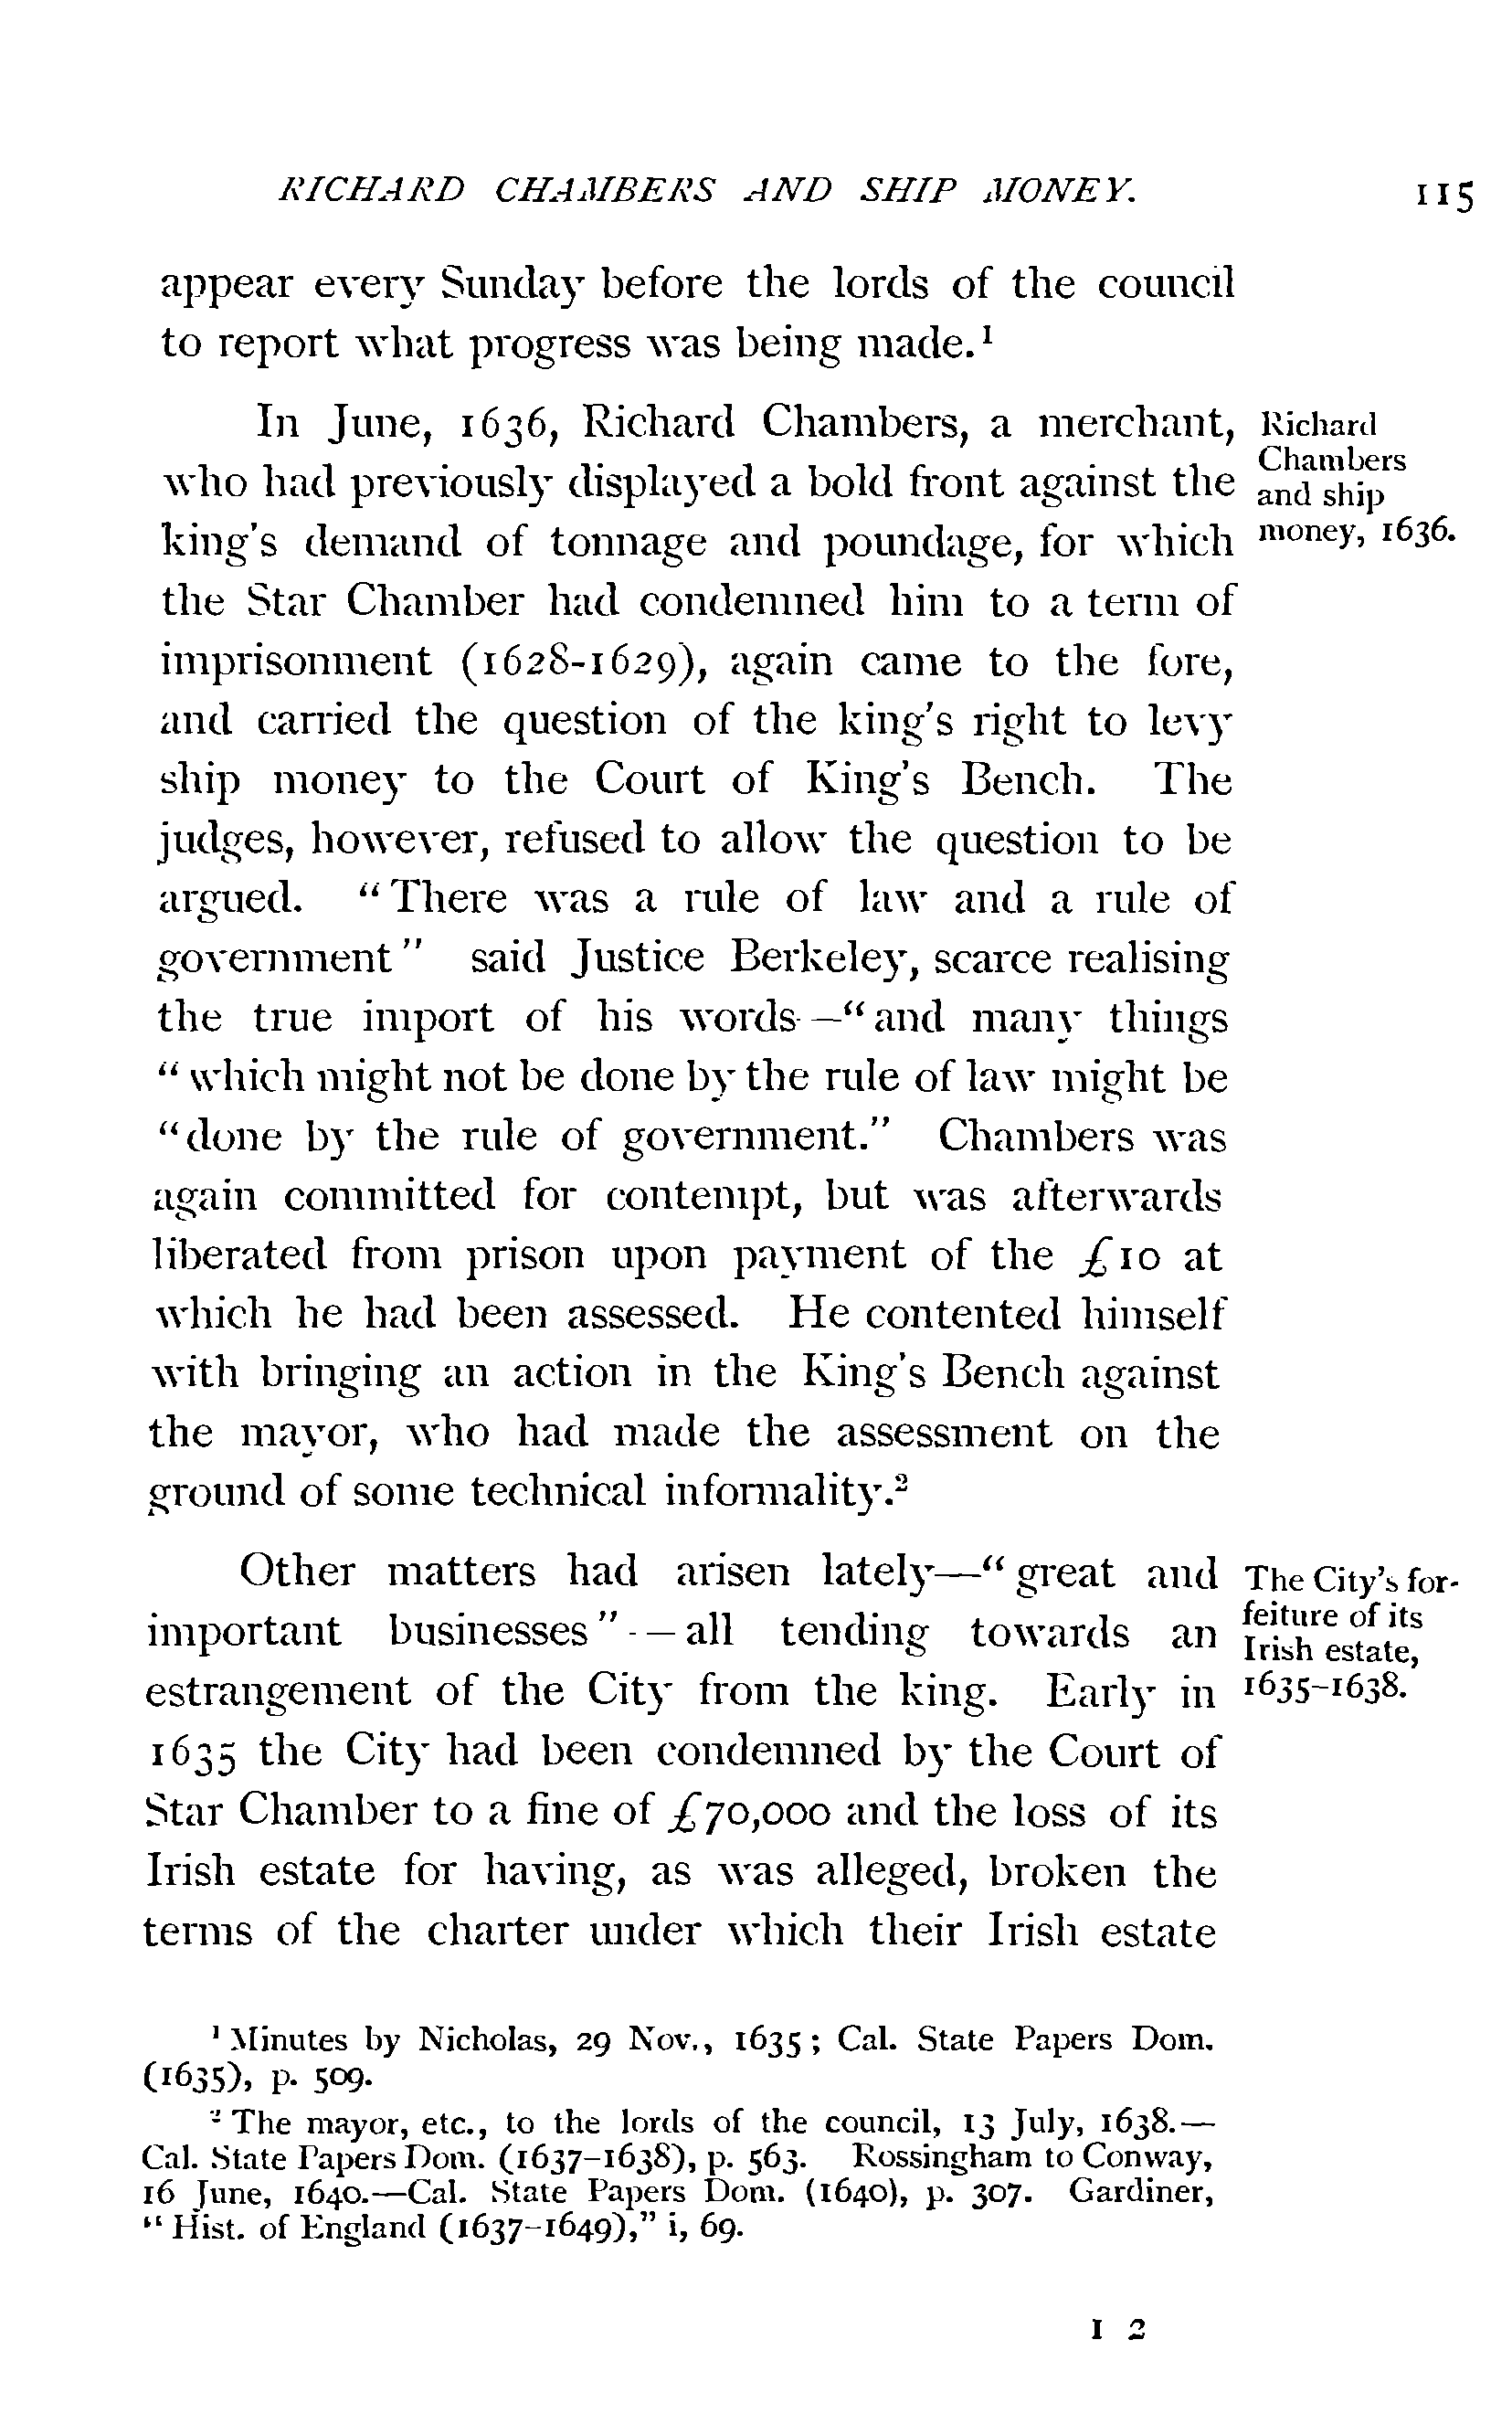 RICHARD CHAMBERS AND SHIP MONEY. 115
appear every Sunday before the lords of the council
to report what progress was being made.¹
In June, 1636, Richard Chambers, a merchant,
who had previously displayed a bold front against the
king's demand of tonnage and poundage, for which
the Star Chamber had condemned him to a term of
imprisonment (1628-1629), again came to the fore,
and carried the question of the king's right to levy
ship money to the Court of King's Bench. The
judges, however, refused to allow the question to be
argued. "There was a rule of law and a rule of
government" said Justice Berkeley, scarce realising
the true import of his words—"and many things
"which might not be done by the rule of law might be
"done by the rule of government." Chambers was
again committed for contempt, but was afterwards
liberated from prison upon payment of the £10 at
which he had been assessed. He contented himself
with bringing an action in the King's Bench against
the mayor, who had made the assessment on the
ground of some technical informality.²
Richard
Chambers
and ship
money, 1636.
Other matters had arisen lately—"great and
important businesses"—all tending towards an
estrangement of the City from the king. Early in
1635 the City had been condemned by the Court of
Star Chamber to a fine of £70,000 and the loss of its
Irish estate for having, as was alleged, broken the
terms of the charter under which their Irish estate
The City's for-
feiture of its
Irish estate,
1635-1638.
¹ Minutes by Nicholas, 29 Nov., 1635; Cal. State Papers Dom.
(1635), p. 509.
² The mayor, etc., to the lords of the council, 13 July, 1638.—
Cal. State Papers Dom. (1637-1638), p. 563. Rossingham to Conway,
16 June, 1640.—Cal. State Papers Dom. (1640), p. 307. Gardiner,
"Hist. of England (1637-1649)," i, 69.
I 2